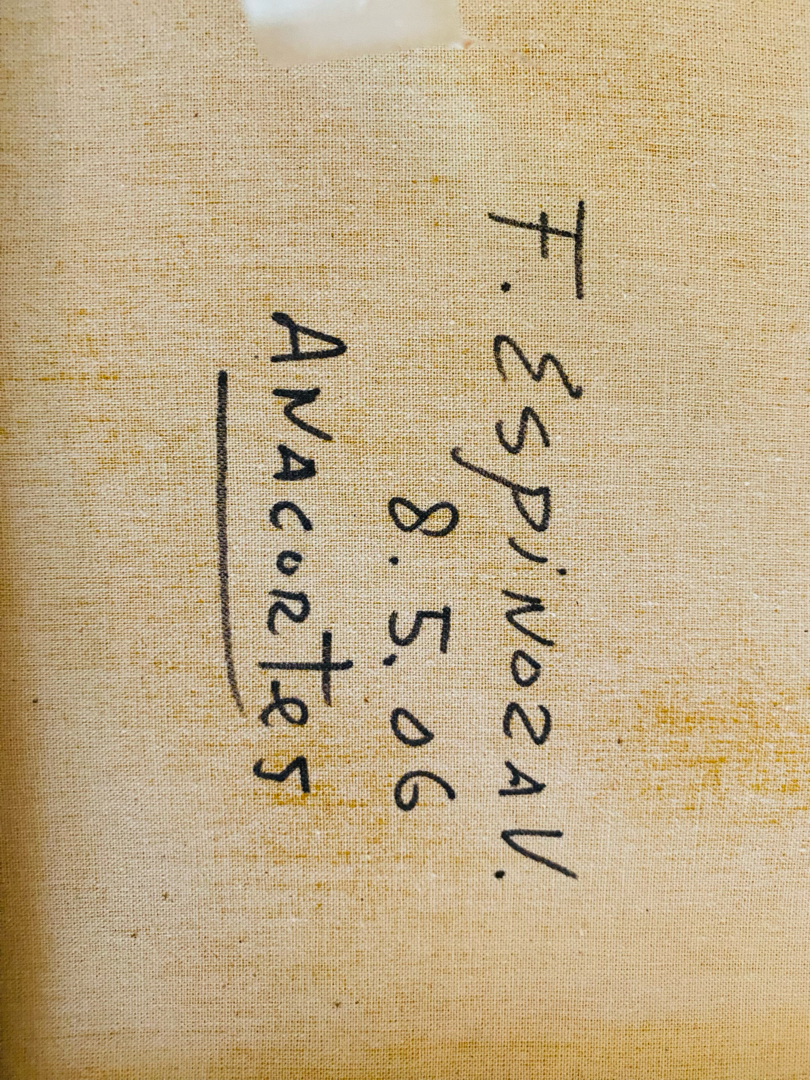 F. ESPiNOZA V.
8.5.06
ANACORtes